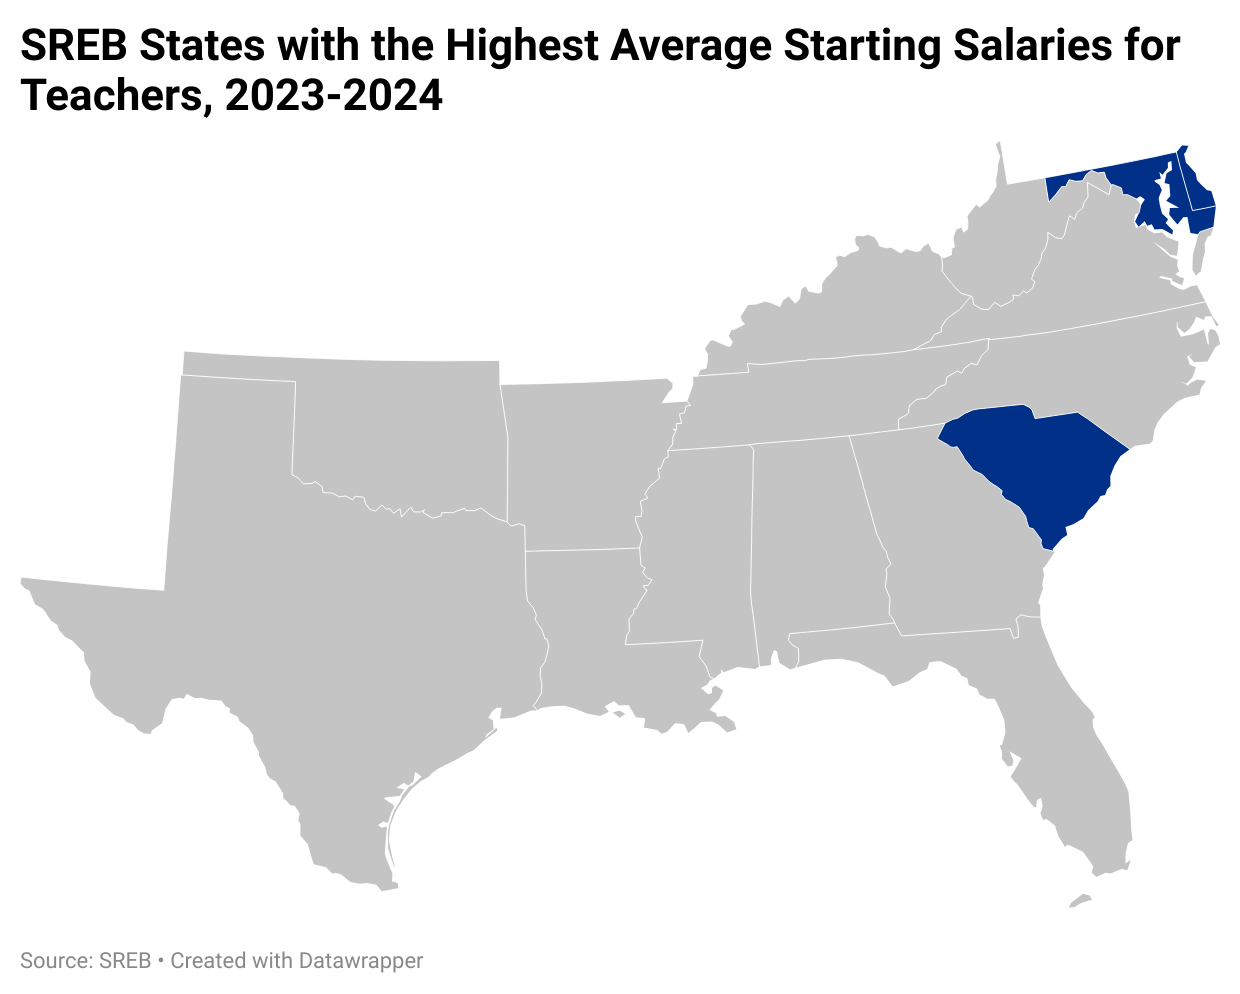 SREB States with the Highest Average Starting Salaries for
Teachers, 2023-2024
Source: SREB • Created with Datawrapper